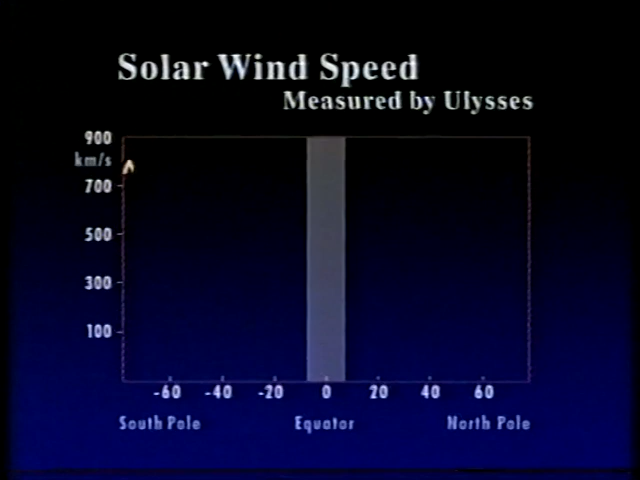 Solar Wind Speed
Measured by Ulysses
900
km/s
700
500
300
100
-60 -40 -20 0 20 40 60
South Pole Equator North Pole